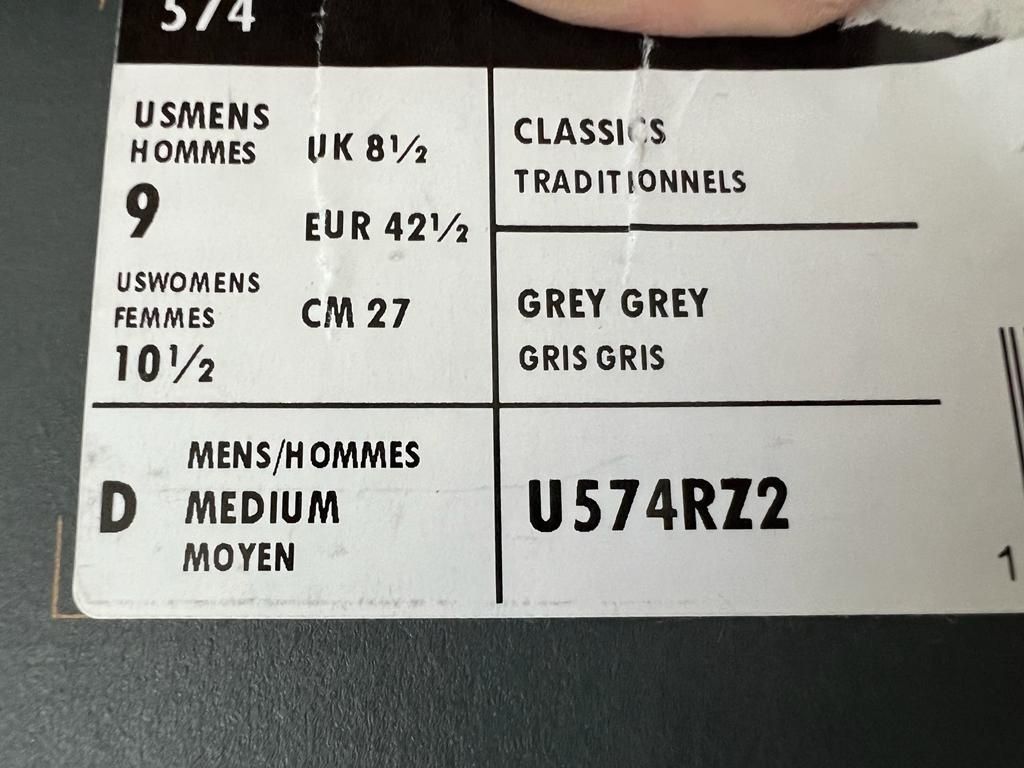 574
USMENS
HOMMES
9
UK 8½
EUR 42½
USWOMENS
FEMMES
10½
CM 27
CLASSICS
TRADITIONNELS
GREY GREY
GRIS GRIS
D
MENS/HOMMES
MEDIUM
MOYEN
U574RZ2
1